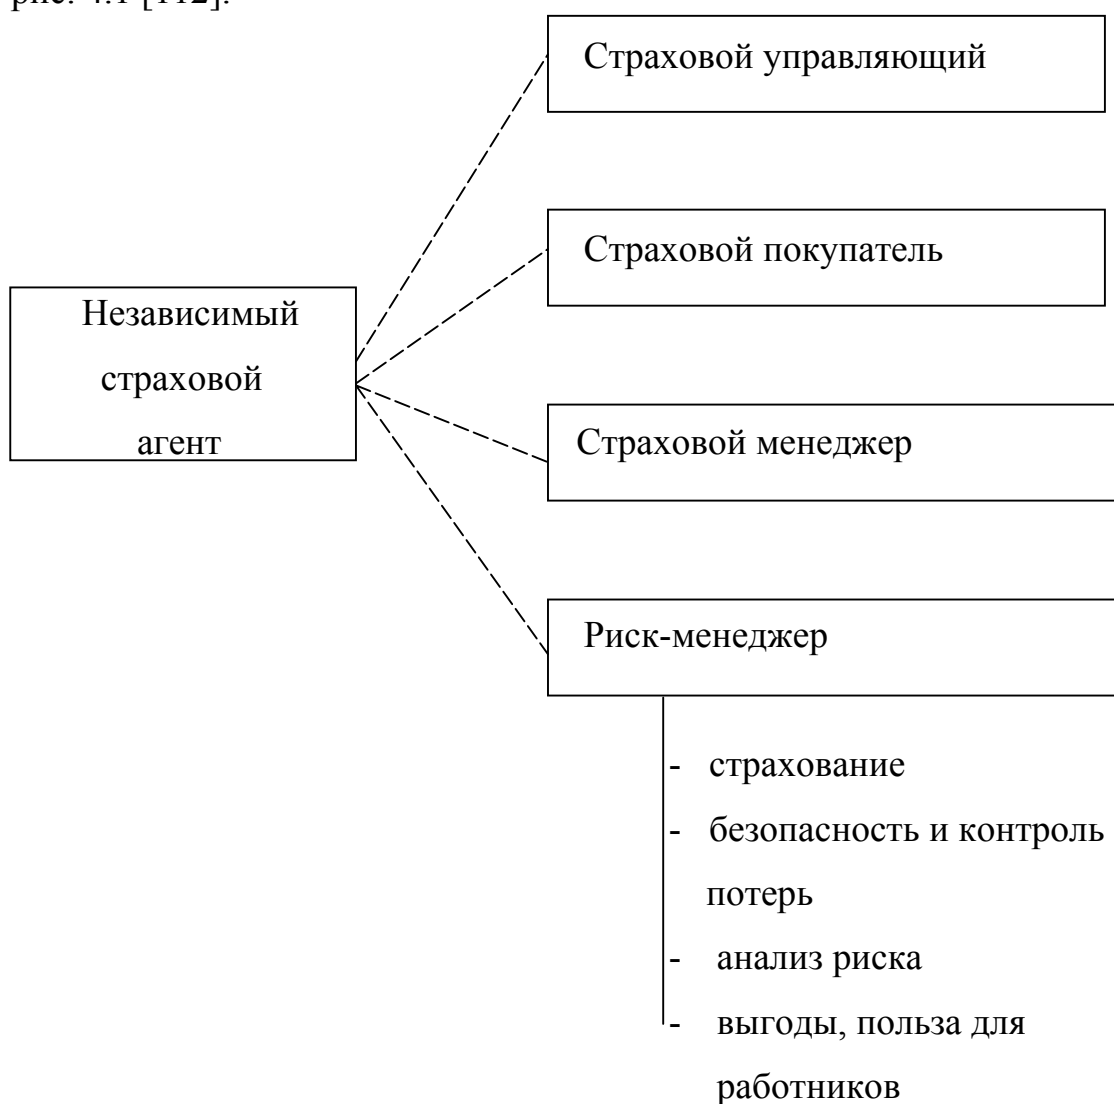 рис. 4.1 [112].
Страховой управляющий
Страховой покупатель
Независимый
страховой
агент
Страховой менеджер
Риск-менеджер
- страхование
- безопасность и контроль
потерь
- анализ риска
- выгоды, польза для
работников